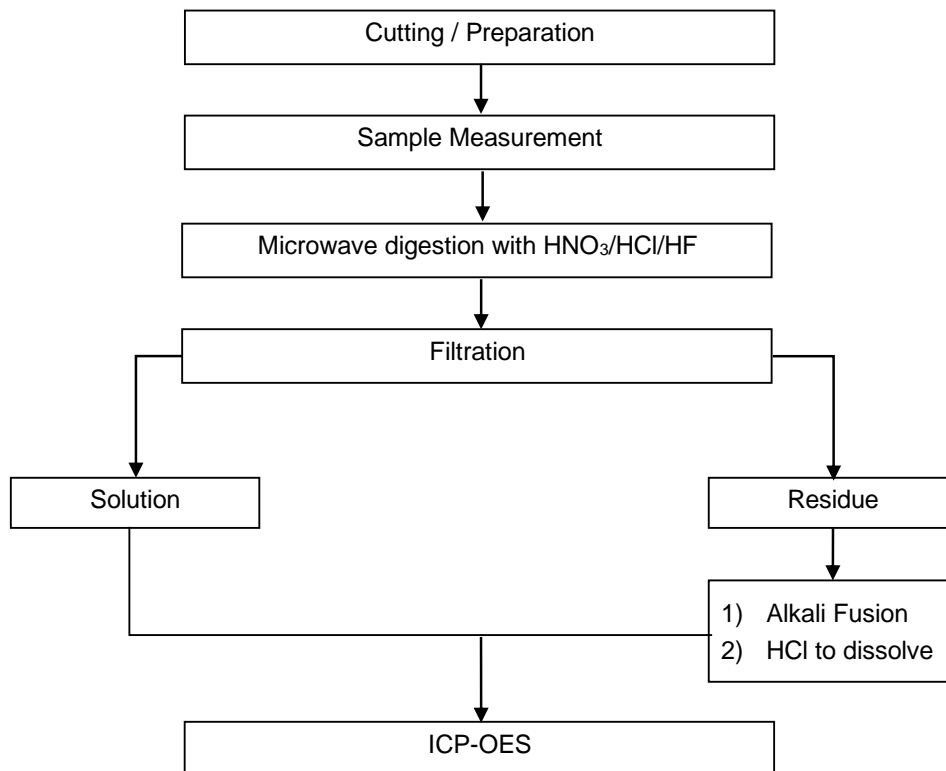 Cutting / Preparation
Sample Measurement
Microwave digestion with HNO₃/HCl/HF
Filtration
Solution
Residue
1) Alkali Fusion
2) HCl to dissolve
ICP-OES